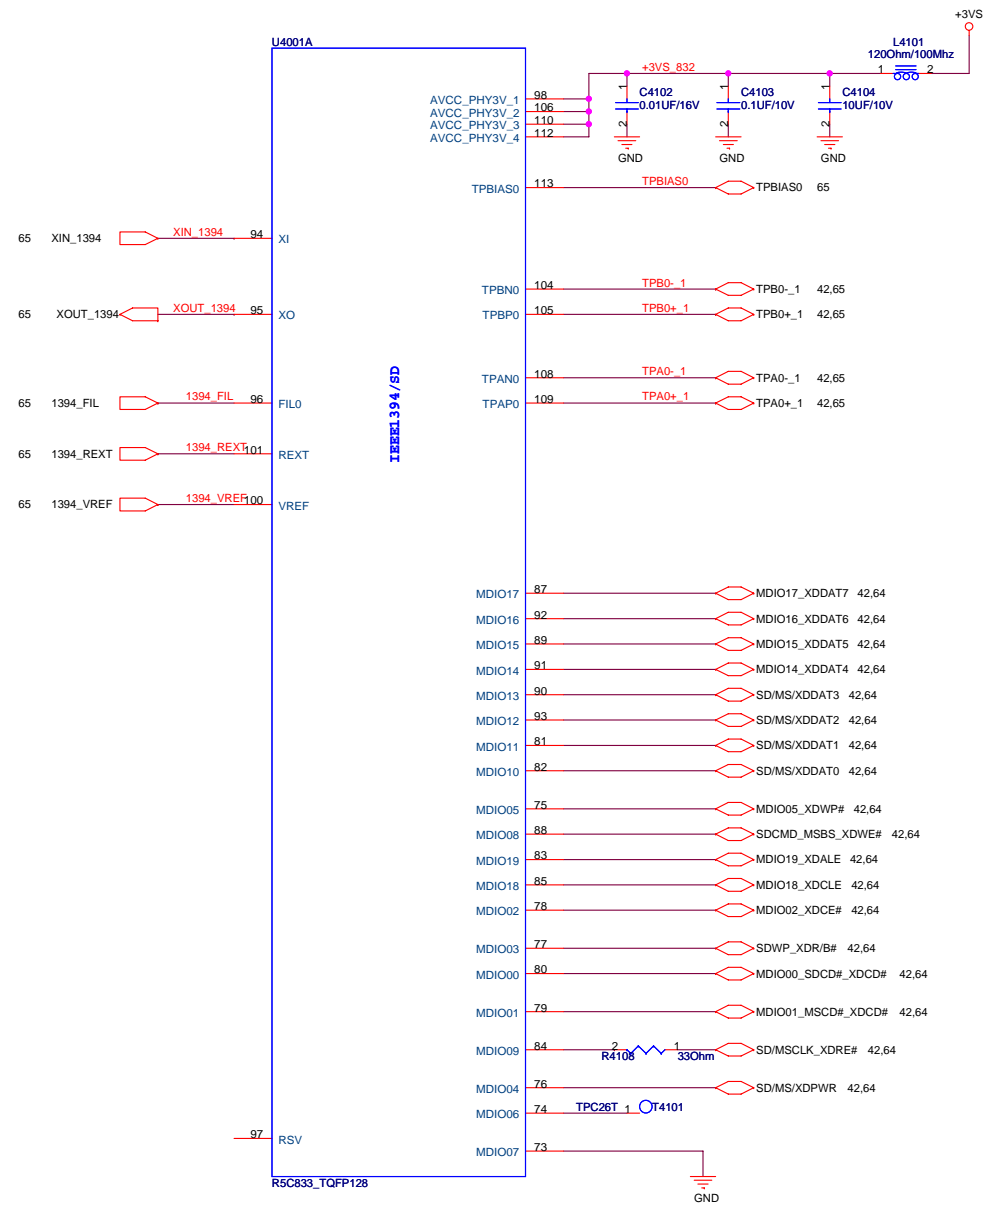 +3VS
U4001A
L4101
120Ohm/100Mhz
1 2
+3VS_832
AVCC_PHY3V_1 98
AVCC_PHY3V_2 106
AVCC_PHY3V_3 110
AVCC_PHY3V_4 112
1 C4102 0.01UF/16V 2
1 C4103 0.1UF/10V 2
1 C4104 10UF/10V 2
GND GND GND
TPBIAS0 113 TPBIAS0 TPBIAS0 65
65 XIN_1394 XIN_1394 94 XI
TPBN0 104 TPB0-_1 TPB0-_1 42,65
65 XOUT_1394 XOUT_1394 95 XO
TPBP0 105 TPB0+_1 TPB0+_1 42,65
IEEE1394/SD
TPAN0 108 TPA0-_1 TPA0-_1 42,65
65 1394_FIL 1394_FIL 96 FIL0
TPAP0 109 TPA0+_1 TPA0+_1 42,65
65 1394_REXT 1394_REXT 101 REXT
65 1394_VREF 1394_VREF 100 VREF
MDIO17 87 MDIO17_XDDAT7 42,64
MDIO16 92 MDIO16_XDDAT6 42,64
MDIO15 89 MDIO15_XDDAT5 42,64
MDIO14 91 MDIO14_XDDAT4 42,64
MDIO13 90 SD/MS/XDDAT3 42,64
MDIO12 93 SD/MS/XDDAT2 42,64
MDIO11 81 SD/MS/XDDAT1 42,64
MDIO10 82 SD/MS/XDDAT0 42,64
MDIO05 75 MDIO05_XDWP# 42,64
MDIO08 88 SDCMD_MSBS_XDWE# 42,64
MDIO19 83 MDIO19_XDALE 42,64
MDIO18 85 MDIO18_XDCLE 42,64
MDIO02 78 MDIO02_XDCE# 42,64
MDIO03 77 SDWP_XDR/B# 42,64
MDIO00 80 MDIO00_SDCD#_XDCD# 42,64
MDIO01 79 MDIO01_MSCD#_XDCD# 42,64
MDIO09 84 2 R4108 1 33Ohm SD/MSCLK_XDRE# 42,64
MDIO04 76 SD/MS/XDPWR 42,64
MDIO06 74 TPC26T 1 T4101
97 RSV
MDIO07 73
GND
R5C833_TQFP128